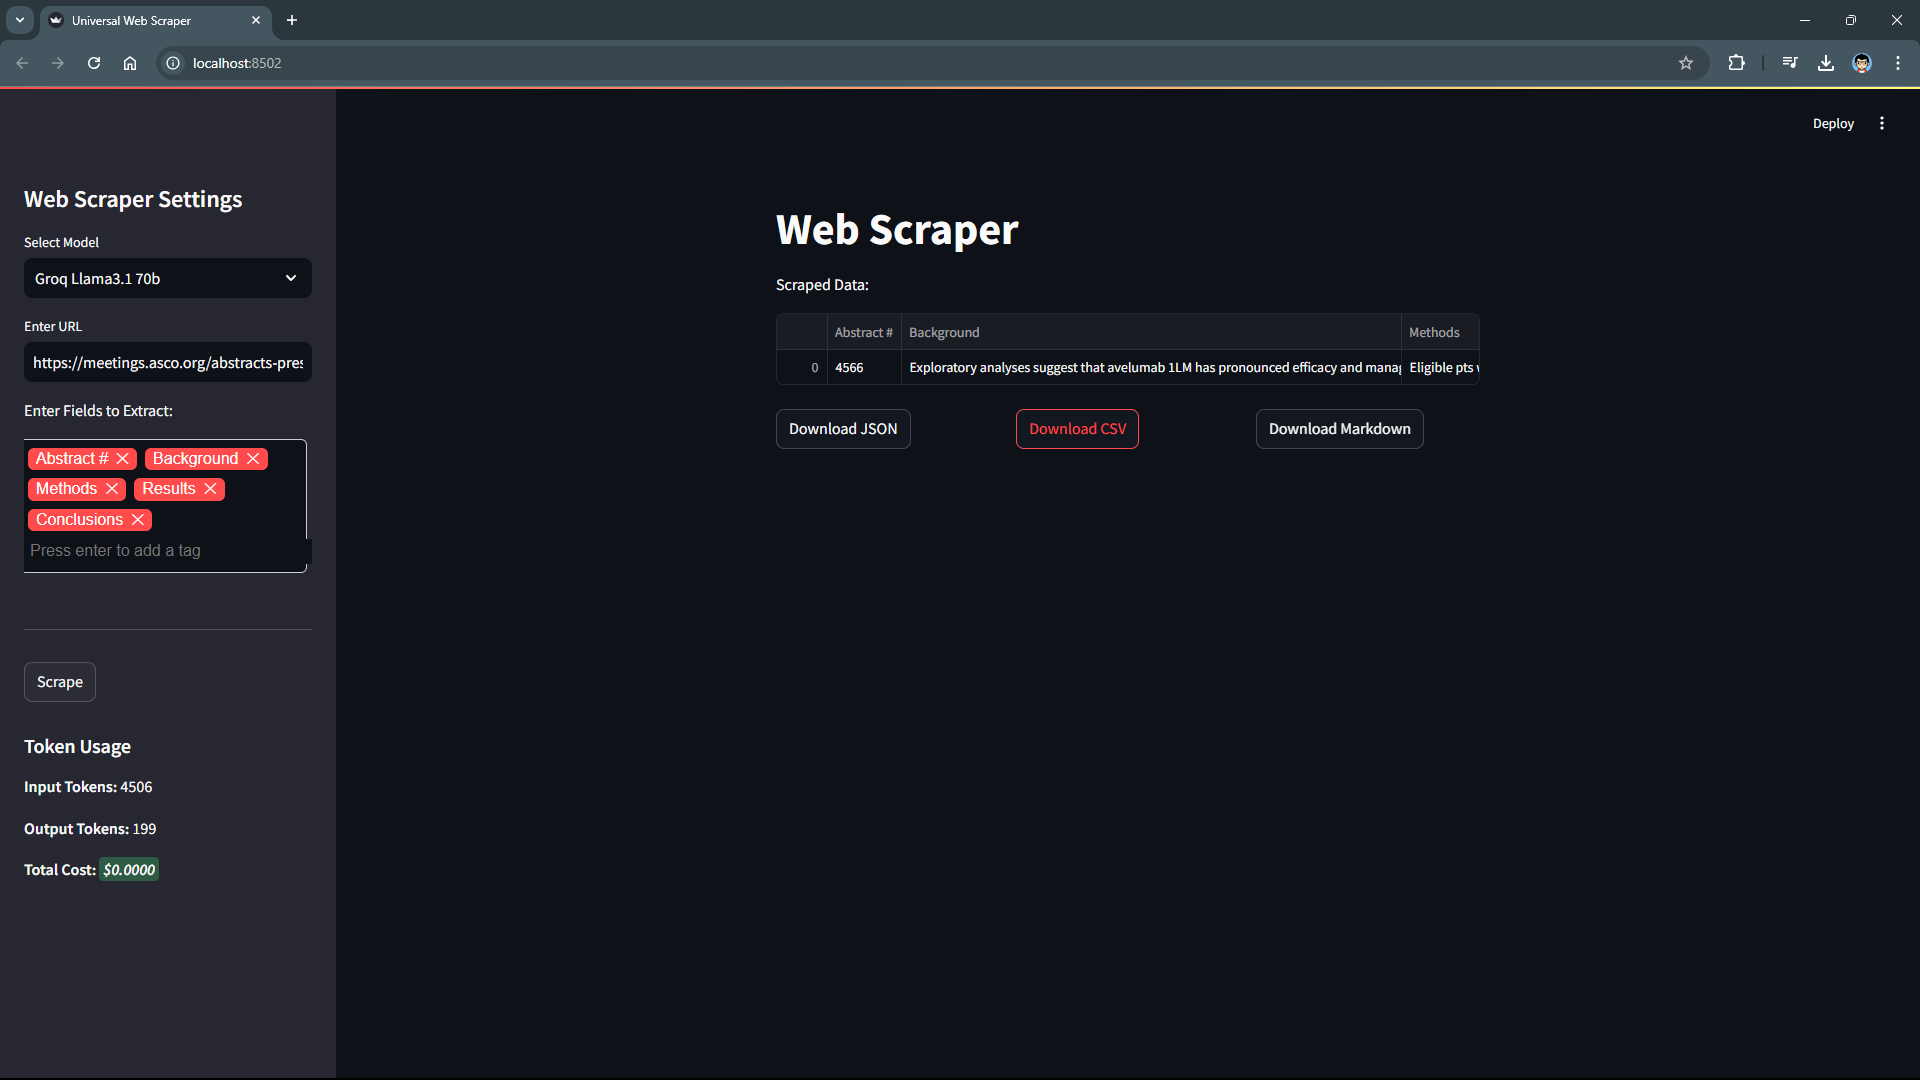 Universal Web Scraper
localhost:8502
Deploy
Web Scraper Settings
Select Model
Groq Llama3.1 70b
Enter URL
https://meetings.asco.org/abstracts-pres
Enter Fields to Extract:
Abstract # Background
Methods Results
Conclusions
Press enter to add a tag
Scrape
Token Usage
Input Tokens: 4506
Output Tokens: 199
Total Cost: $0.0000
Web Scraper
Scraped Data:
Abstract # Background Methods
0 4566 Exploratory analyses suggest that avelumab 1LM has pronounced efficacy and mana Eligible pts
Download JSON Download CSV Download Markdown